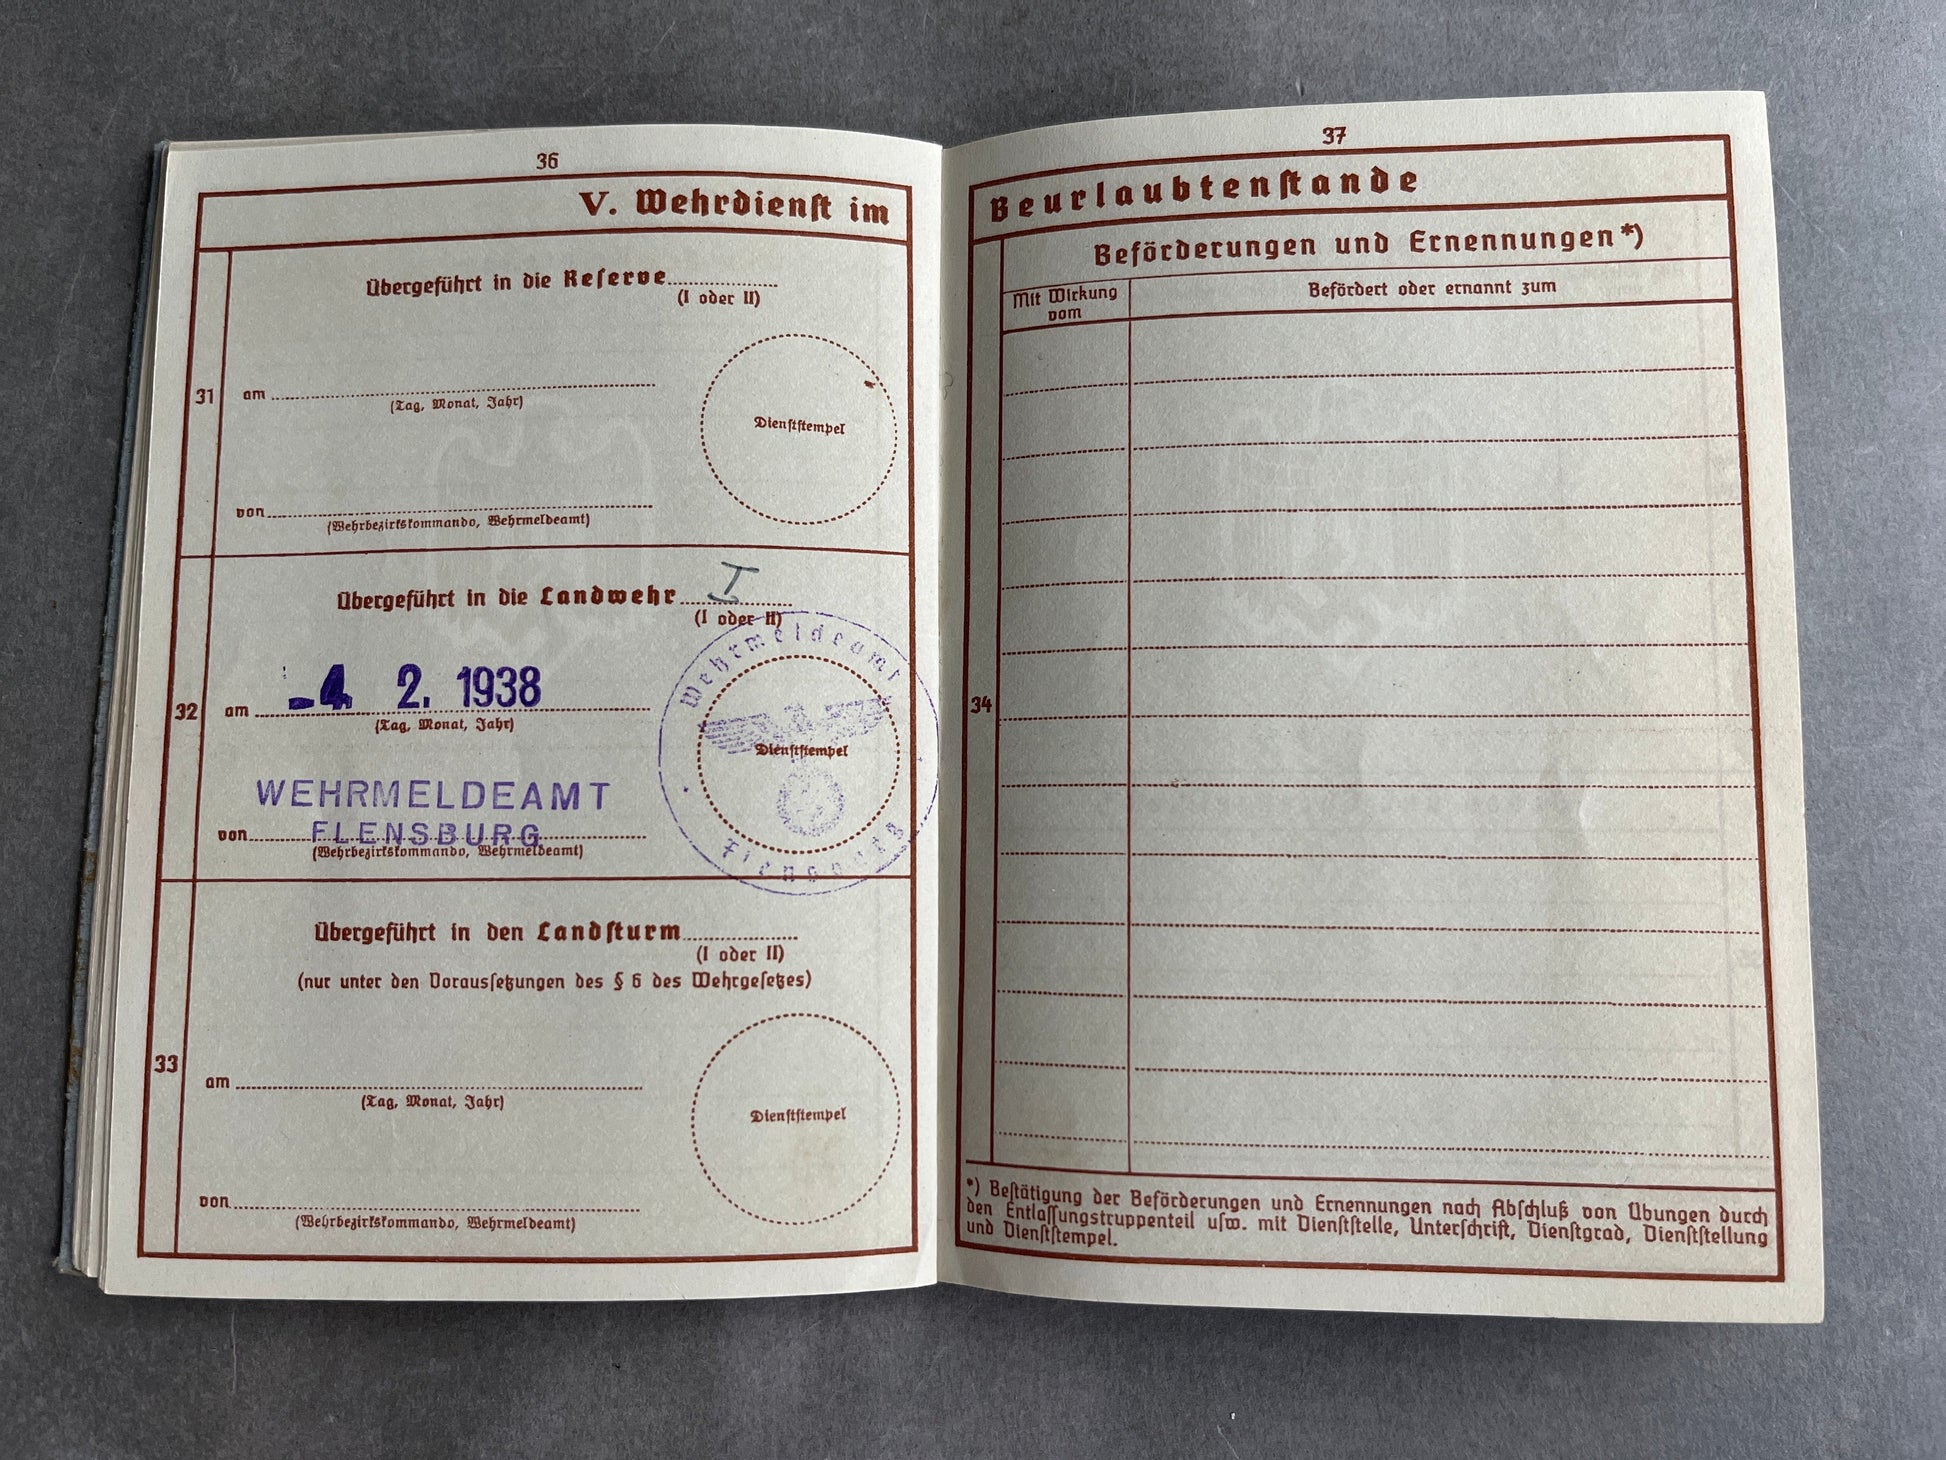 36
V. Wehrdienst im
31
Übergeführt in die Reserve
(I oder II)
am
(Tag, Monat, Jahr)
Dienststempel
von
(Wehrbezirkskommando, Wehrmeldeamt)
32
Übergeführt in die Landwehr I
(I oder II)
am -4. 2. 1938
(Tag, Monat, Jahr)
Wehrmeldeamt
Dienststempel
Flensburg
WEHRMELDEAMT
von FLENSBURG
(Wehrbezirkskommando, Wehrmeldeamt)
33
Übergeführt in den Landsturm
(I oder II)
(nur unter den Voraussetzungen des § 6 des Wehrgesetzes)
am
(Tag, Monat, Jahr)
Dienststempel
von
(Wehrbezirkskommando, Wehrmeldeamt)
37
Beurlaubtenstande
34
Beförderungen und Ernennungen*)
Mit Wirkung
vom
Befördert oder ernannt zum
*) Bestätigung der Beförderungen und Ernennungen nach Abschluß von Übungen durch
den Entlassungstruppenteil usw. mit Dienststelle, Unterschrift, Dienstgrad, Dienststellung
und Dienststempel.